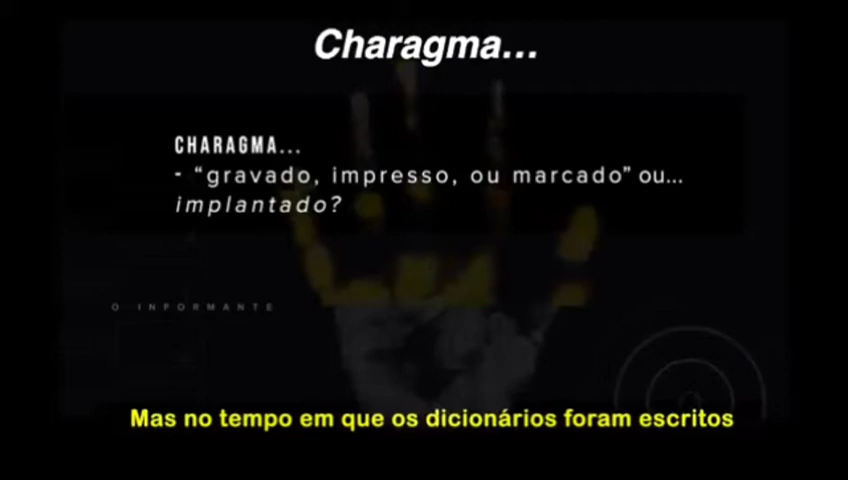 Charagma...
CHARAGMA...
- “gravado, impresso, ou marcado” ou...
implantado?
O INFORMANTE
Mas no tempo em que os dicionários foram escritos